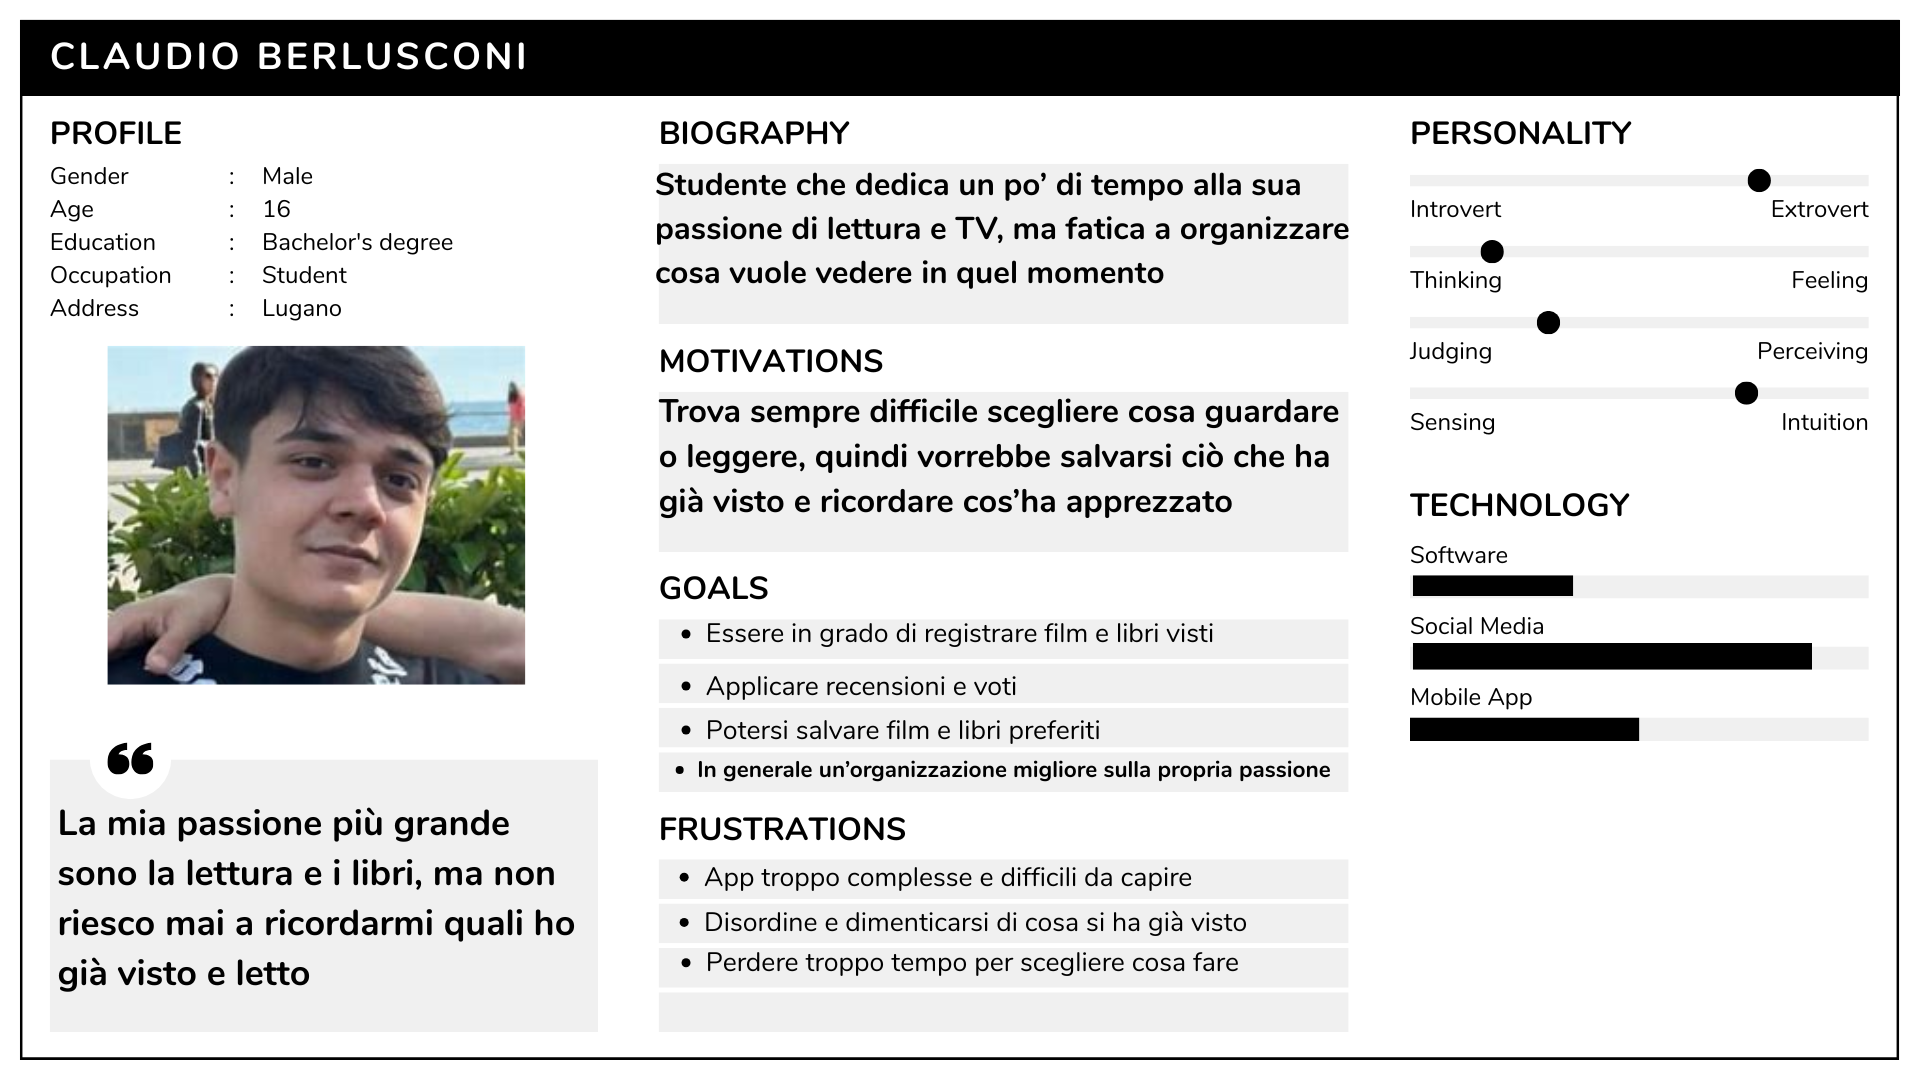 CLAUDIO BERLUSCONI
PROFILE
Gender : Male
Age : 16
Education : Bachelor's degree
Occupation : Student
Address : Lugano
“
La mia passione più grande
sono la lettura e i libri, ma non
riesco mai a ricordarmi quali ho
già visto e letto
BIOGRAPHY
Studente che dedica un po’ di tempo alla sua
passione di lettura e TV, ma fatica a organizzare
cosa vuole vedere in quel momento
MOTIVATIONS
Trova sempre difficile scegliere cosa guardare
o leggere, quindi vorrebbe salvarsi ciò che ha
già visto e ricordare cos’ha apprezzato
GOALS
• Essere in grado di registrare film e libri visti
• Applicare recensioni e voti
• Potersi salvare film e libri preferiti
• In generale un’organizzazione migliore sulla propria passione
FRUSTRATIONS
• App troppo complesse e difficili da capire
• Disordine e dimenticarsi di cosa si ha già visto
• Perdere troppo tempo per scegliere cosa fare
PERSONALITY
Introvert Extrovert
Thinking Feeling
Judging Perceiving
Sensing Intuition
TECHNOLOGY
Software
Social Media
Mobile App